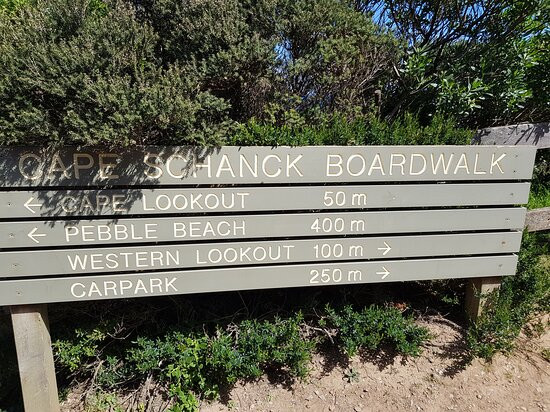 CAPE SCHANCK BOARDWALK
← CAPE LOOKOUT 50 m
← PEBBLE BEACH 400 m
WESTERN LOOKOUT 100 m →
CARPARK 250 m →